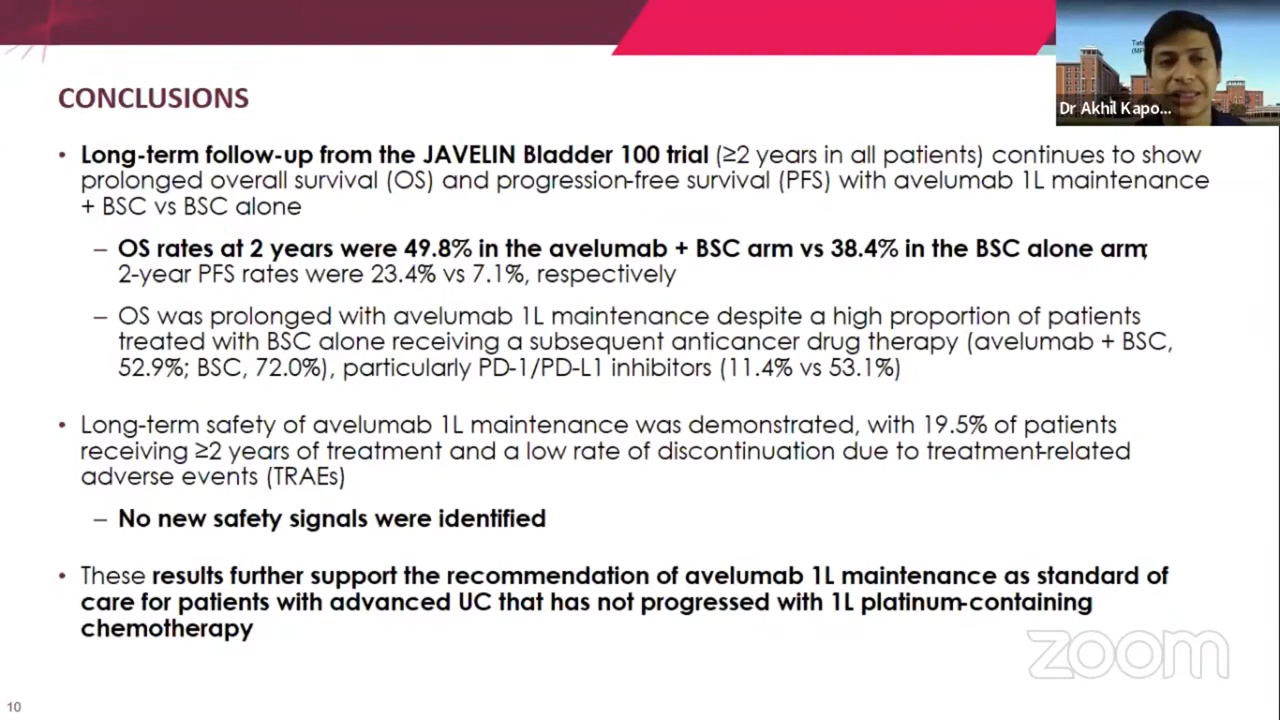 CONCLUSIONS
Dr Akhil Kapo...
• Long-term follow-up from the JAVELIN Bladder 100 trial (≥2 years in all patients) continues to show
prolonged overall survival (OS) and progression-free survival (PFS) with avelumab 1L maintenance
+ BSC vs BSC alone
– OS rates at 2 years were 49.8% in the avelumab + BSC arm vs 38.4% in the BSC alone arm;
2-year PFS rates were 23.4% vs 7.1%, respectively
– OS was prolonged with avelumab 1L maintenance despite a high proportion of patients
treated with BSC alone receiving a subsequent anticancer drug therapy (avelumab + BSC,
52.9%; BSC, 72.0%), particularly PD-1/PD-L1 inhibitors (11.4% vs 53.1%)
• Long-term safety of avelumab 1L maintenance was demonstrated, with 19.5% of patients
receiving ≥2 years of treatment and a low rate of discontinuation due to treatment-related
adverse events (TRAEs)
– No new safety signals were identified
• These results further support the recommendation of avelumab 1L maintenance as standard of
care for patients with advanced UC that has not progressed with 1L platinum-containing
chemotherapy
zoom
10